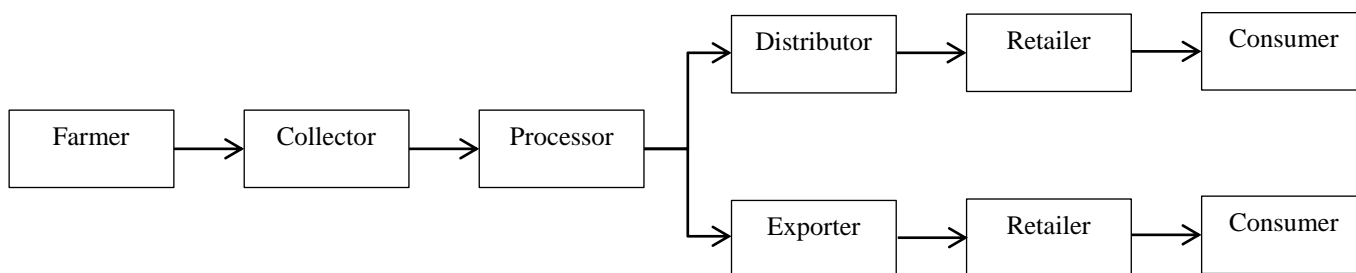 Distributor
Retailer
Consumer
Farmer
Collector
Processor
Exporter
Retailer
Consumer